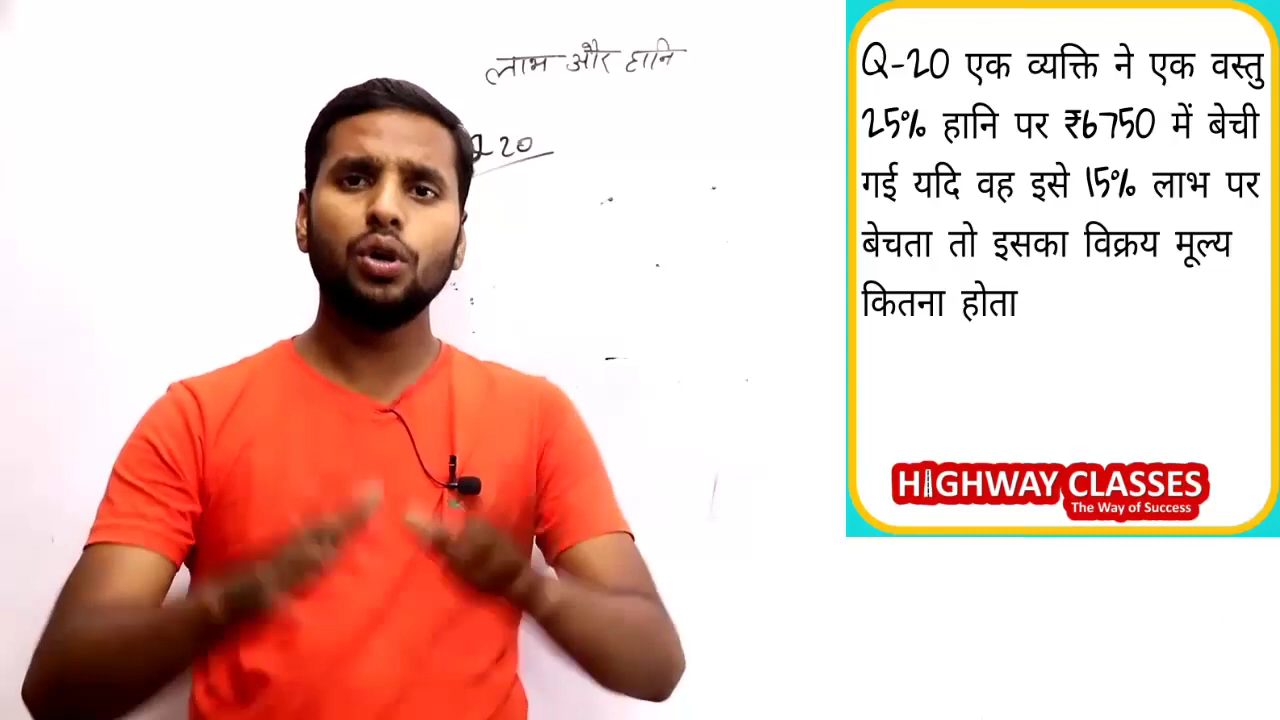 लाभ और हानि
Q 20
Q-20 एक व्यक्ति ने एक वस्तु
25% हानि पर ₹6750 में बेची
गई यदि वह इसे 15% लाभ पर
बेचता तो इसका विक्रय मूल्य
कितना होता
HIGHWAY CLASSES
The Way of Success